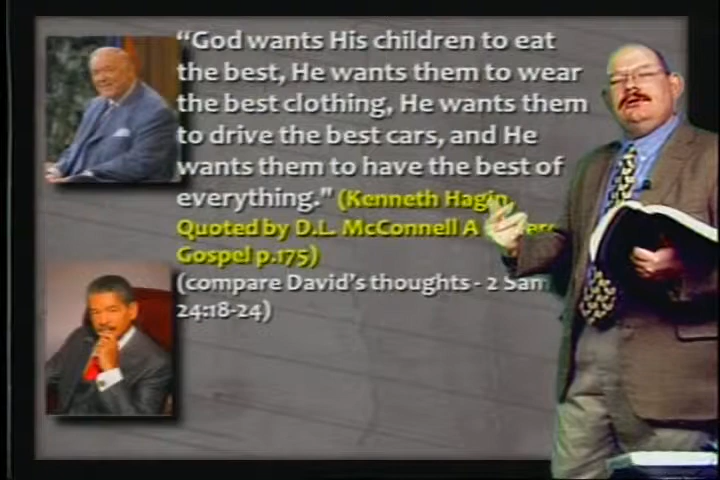 “God wants His children to eat
the best, He wants them to wear
the best clothing, He wants them
to drive the best cars, and He
wants them to have the best of
everything.” (Kenneth Hagin,
Quoted by D.L. McConnell A
Gospel p.175)
(compare David's thoughts - 2 Sam
24:18-24)